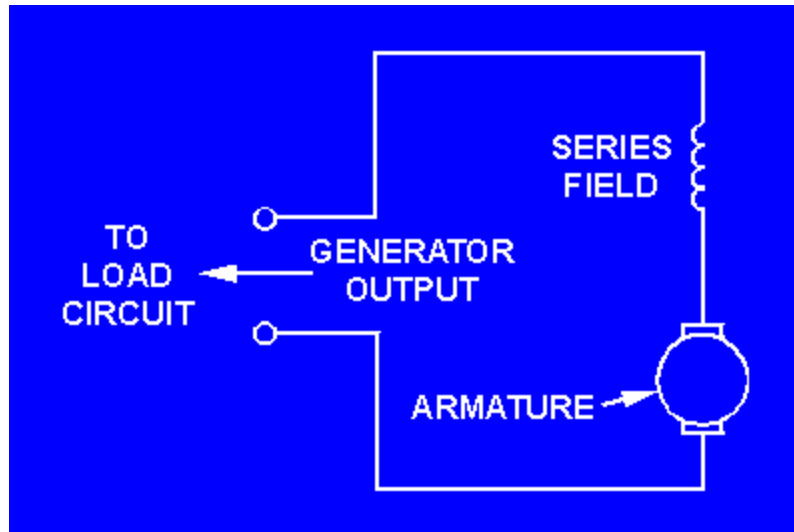 SERIES
FIELD
TO
LOAD
CIRCUIT
GENERATOR
OUTPUT
ARMATURE